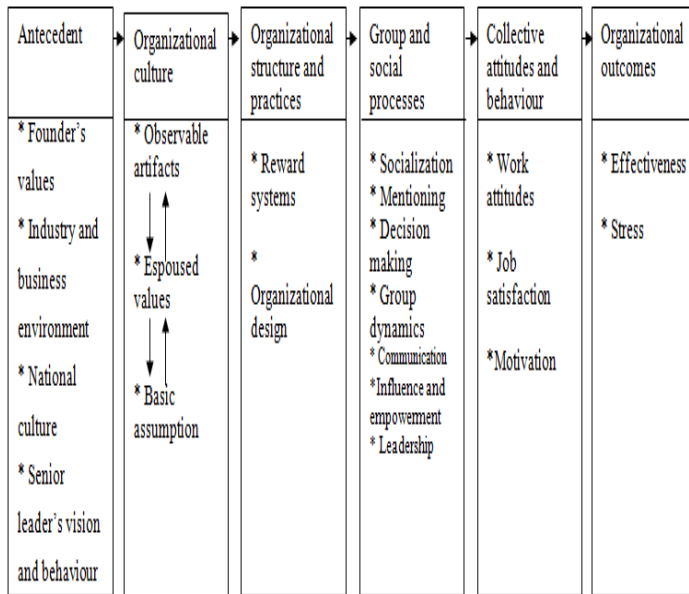 Antecedent
* Founder's
values
* Industry and
business
environment
* National
culture
* Senior
leader's vision
and behaviour
Organizational
culture
* Observable
artifacts
* Espoused
values
* Basic
assumption
Organizational
structure and
practices
* Reward
systems
*
Organizational
design
Group and
social
processes
* Socialization
* Mentioning
* Decision
making
* Group
dynamics
* Communication
*Influence and
empowerment
* Leadership
Collective
attitudes and
behaviour
* Work
attitudes
* Job
satisfaction
*Motivation
Organizational
outcomes
* Effectiveness
* Stress